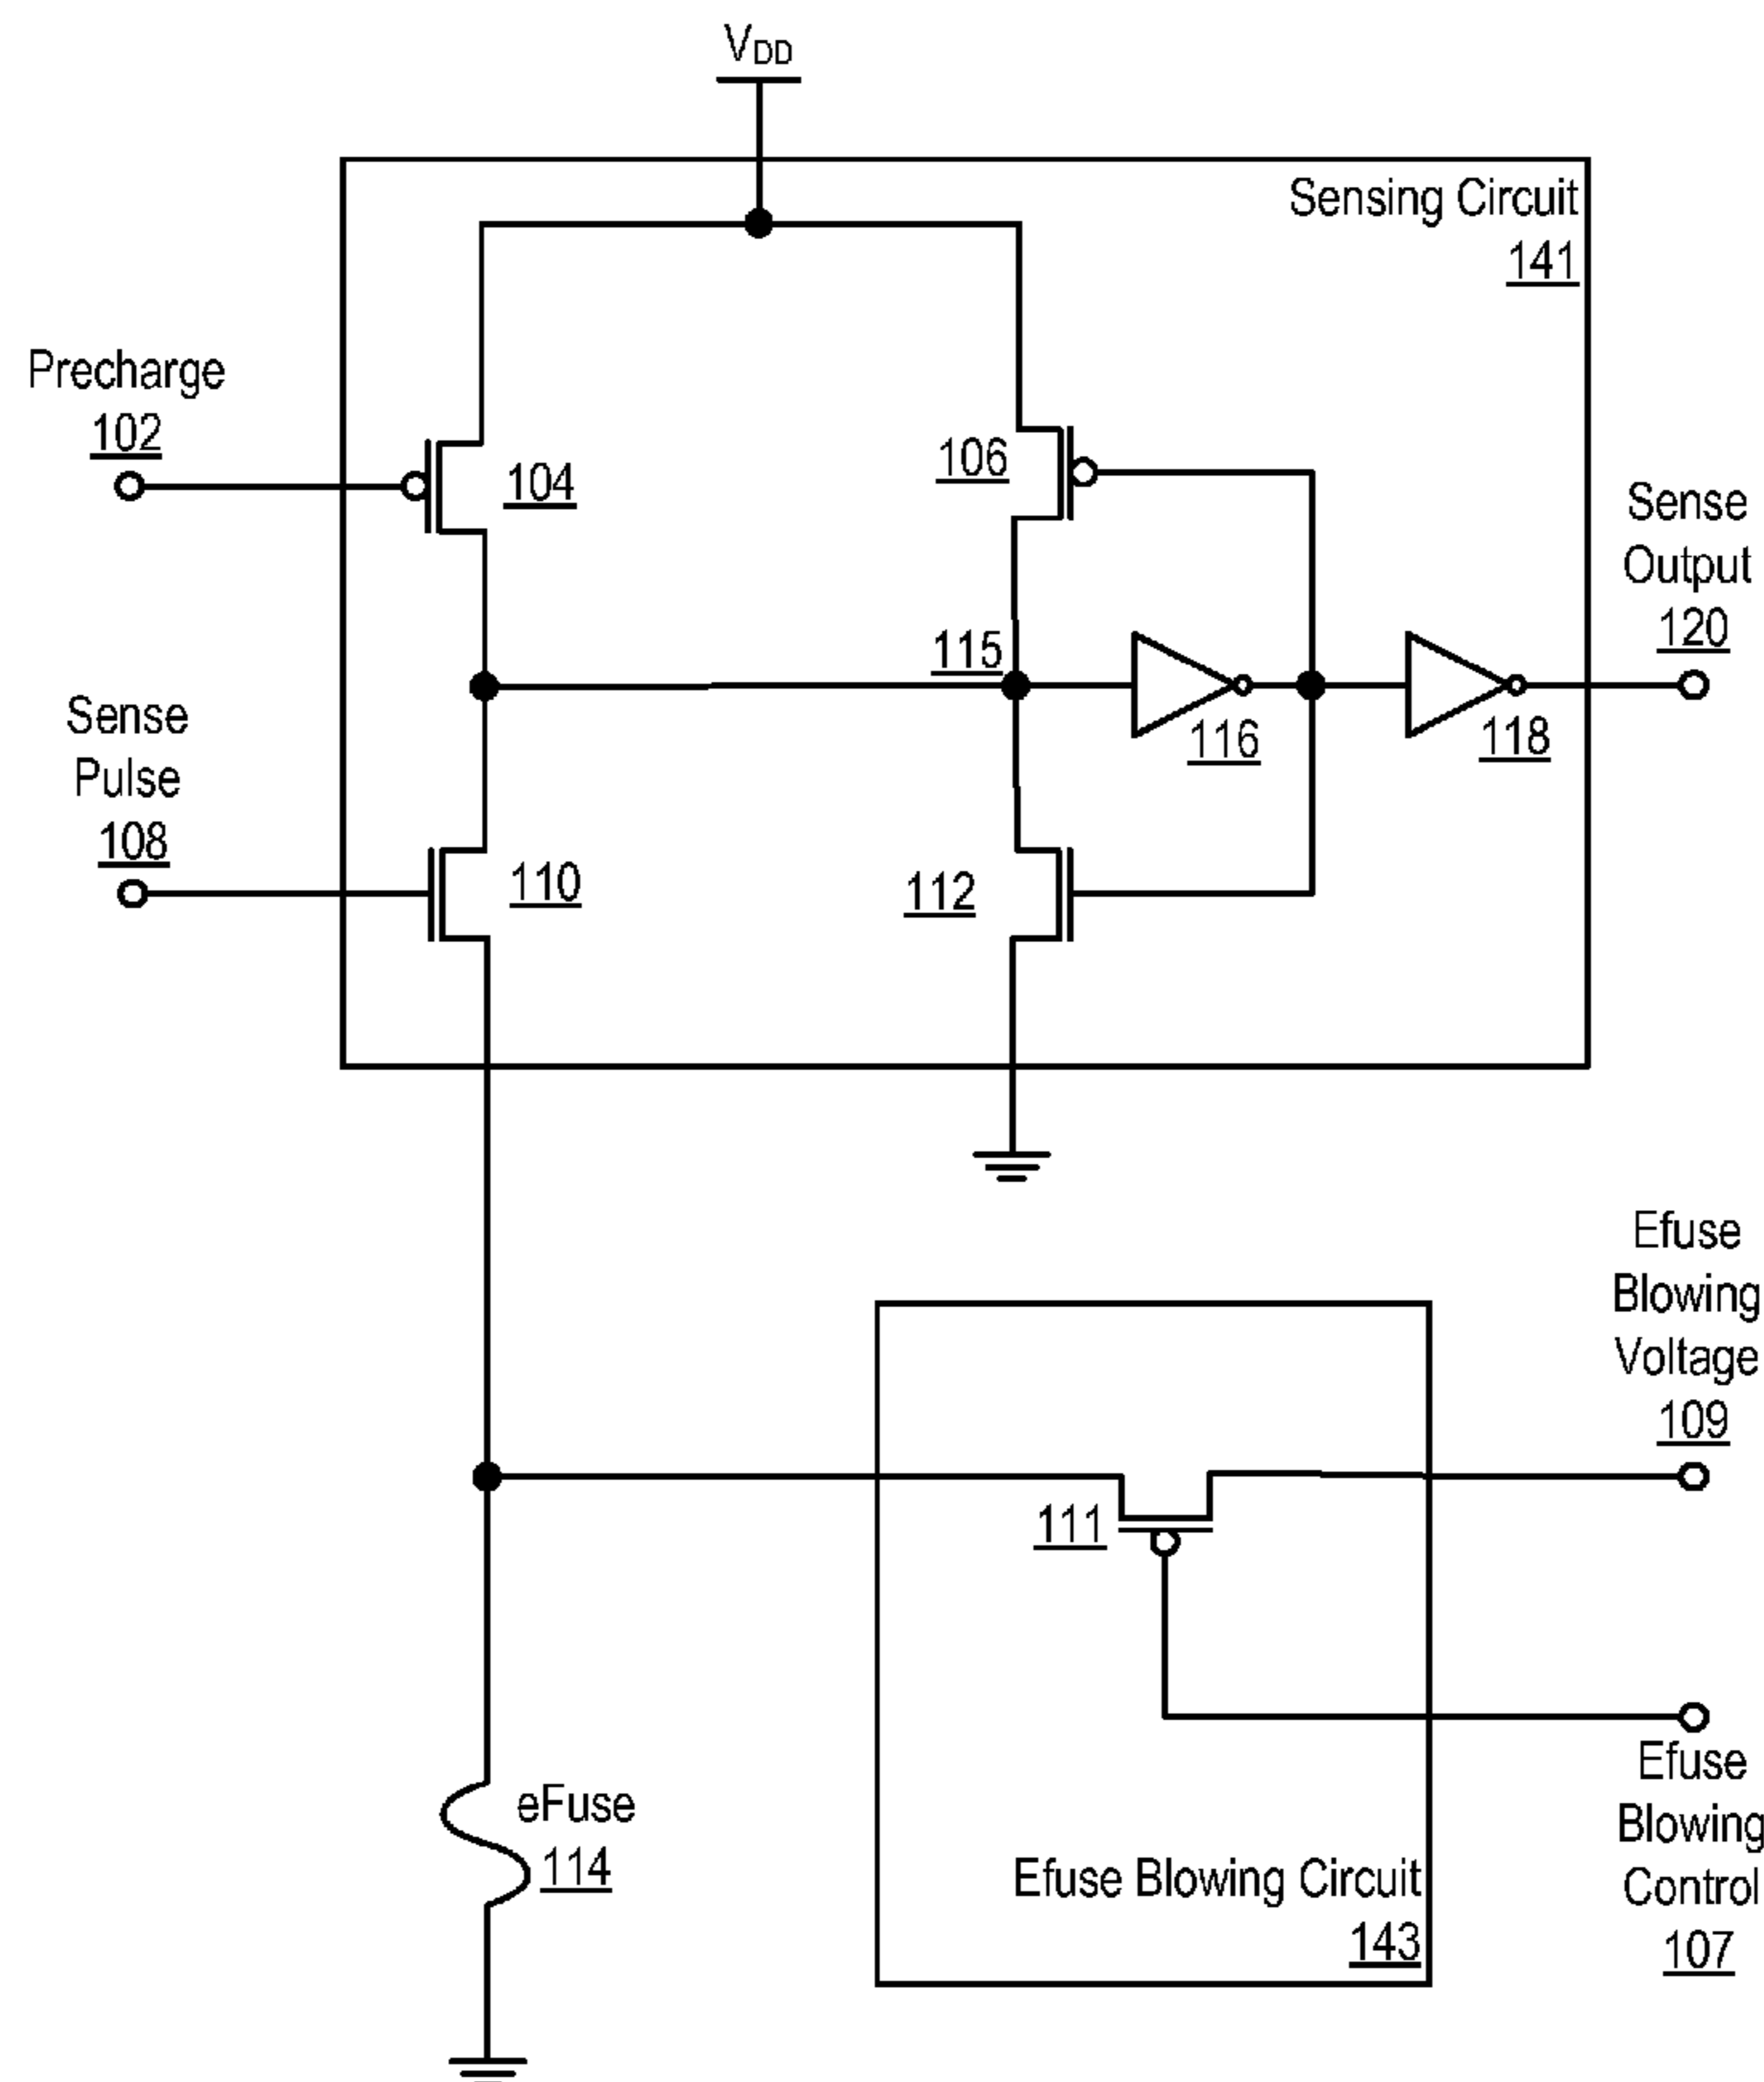 VDD
Sensing Circuit
141
Precharge
102
104
106
Sense
Output
120
115
116
118
Sense
Pulse
108
110
112
Efuse
Blowing
Voltage
109
111
Efuse
Blowing
Control
107
eFuse
114
Efuse Blowing Circuit
143